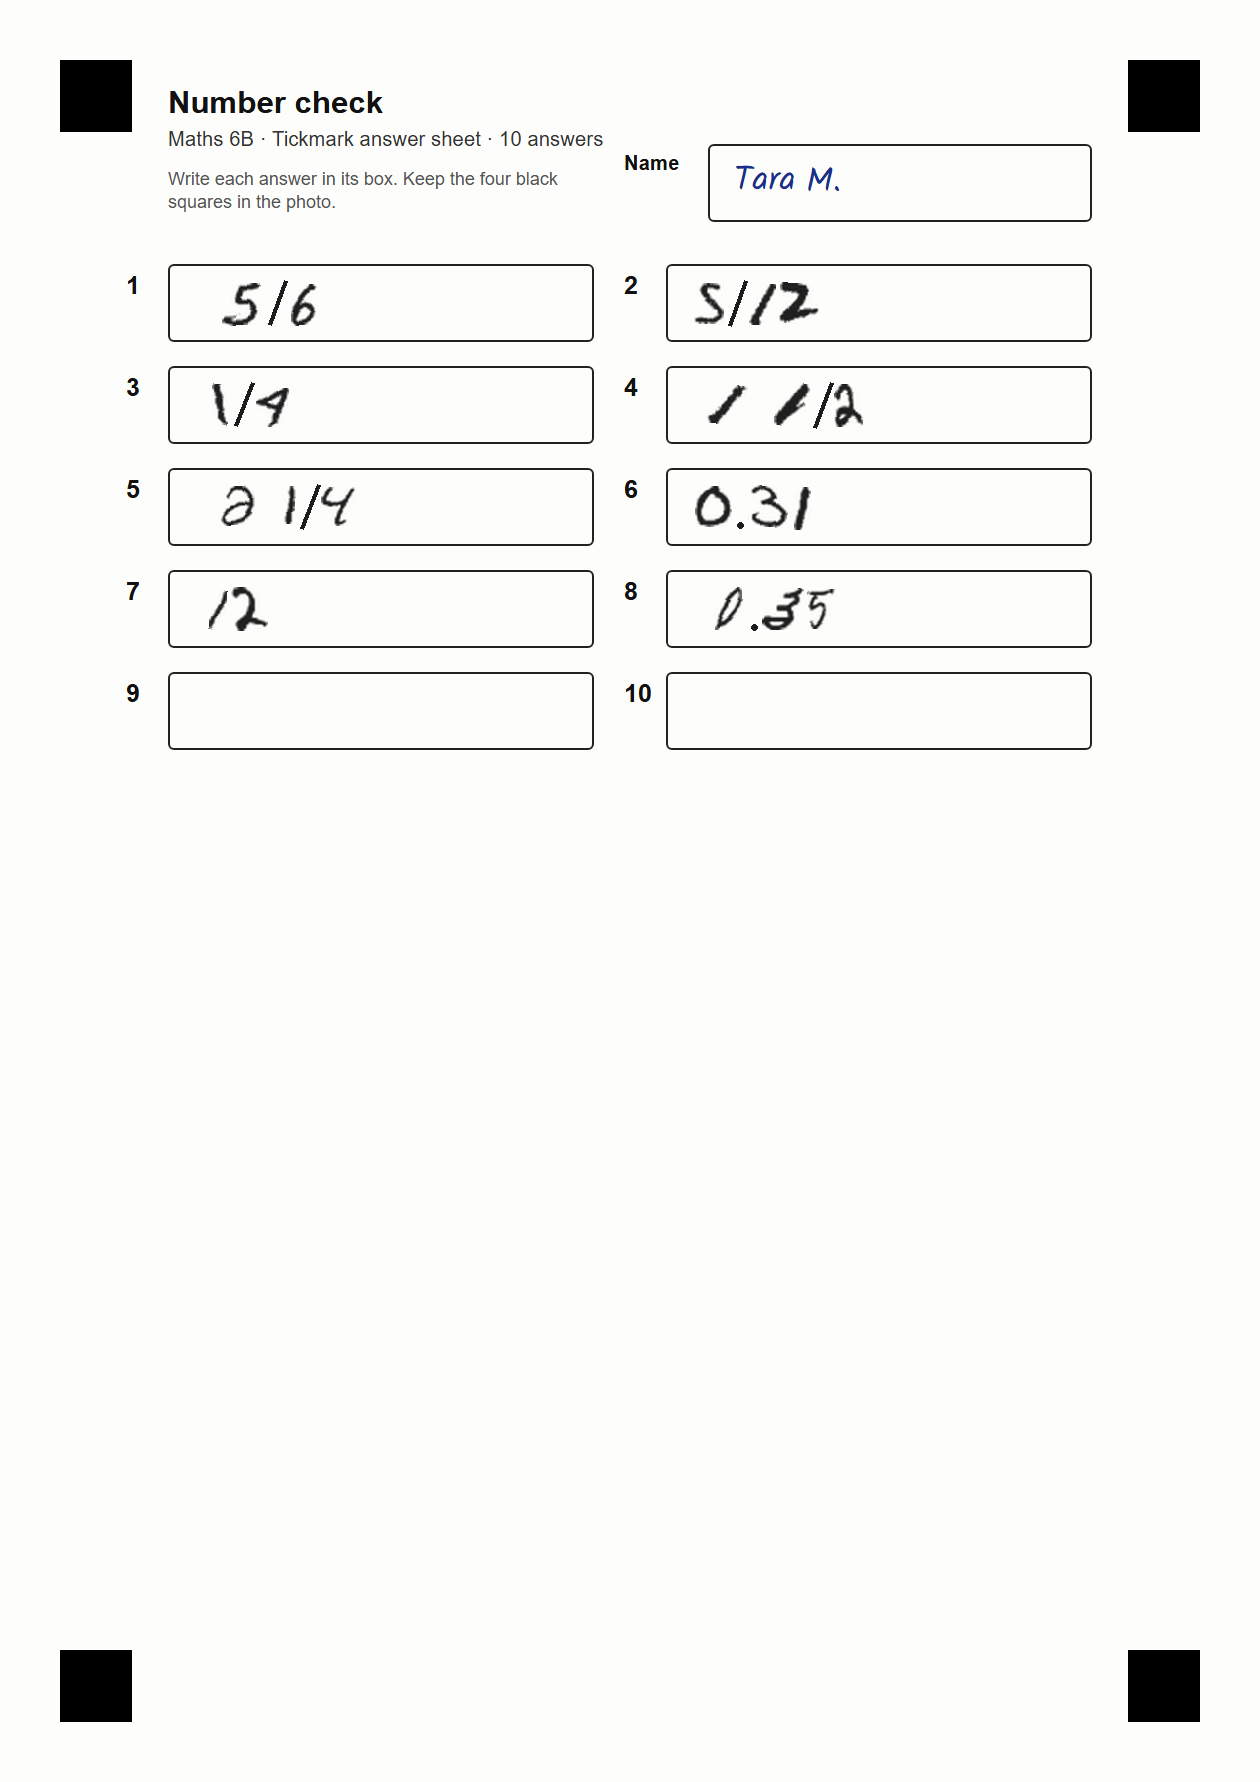 Number check
Maths 6B · Tickmark answer sheet · 10 answers
Write each answer in its box. Keep the four black
squares in the photo.
Name Tara M.
1 5/6
2 5/12
3 1/4
4 1 1/2
5 2 1/4
6 0.31
7 12
8 0.35
9
10